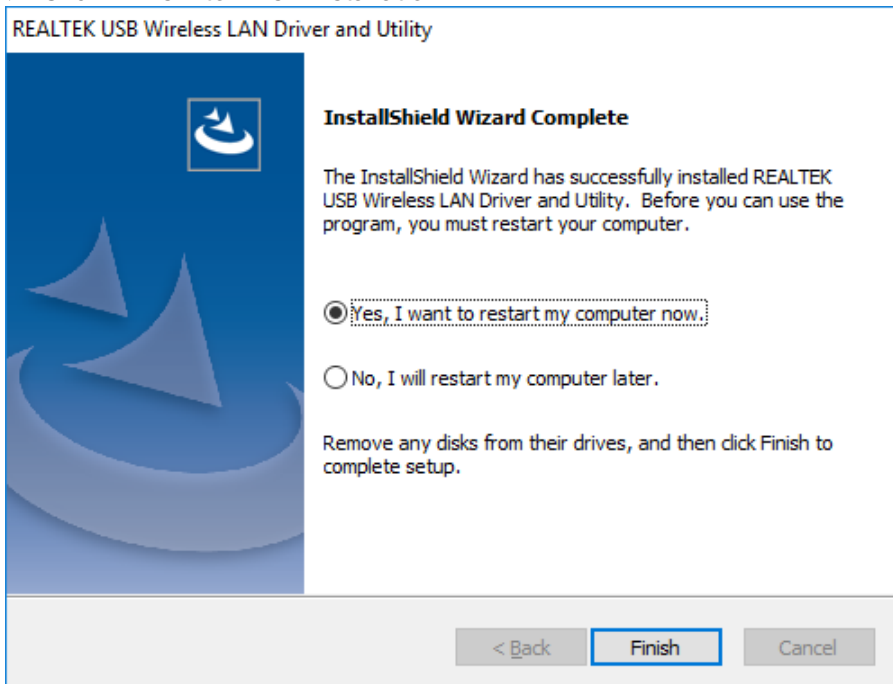 REALTEK USB Wireless LAN Driver and Utility
InstallShield Wizard Complete
The InstallShield Wizard has successfully installed REALTEK
USB Wireless LAN Driver and Utility.  Before you can use the
program, you must restart your computer.
Yes, I want to restart my computer now.
No, I will restart my computer later.
Remove any disks from their drives, and then click Finish to
complete setup.
< Back
Finish
Cancel